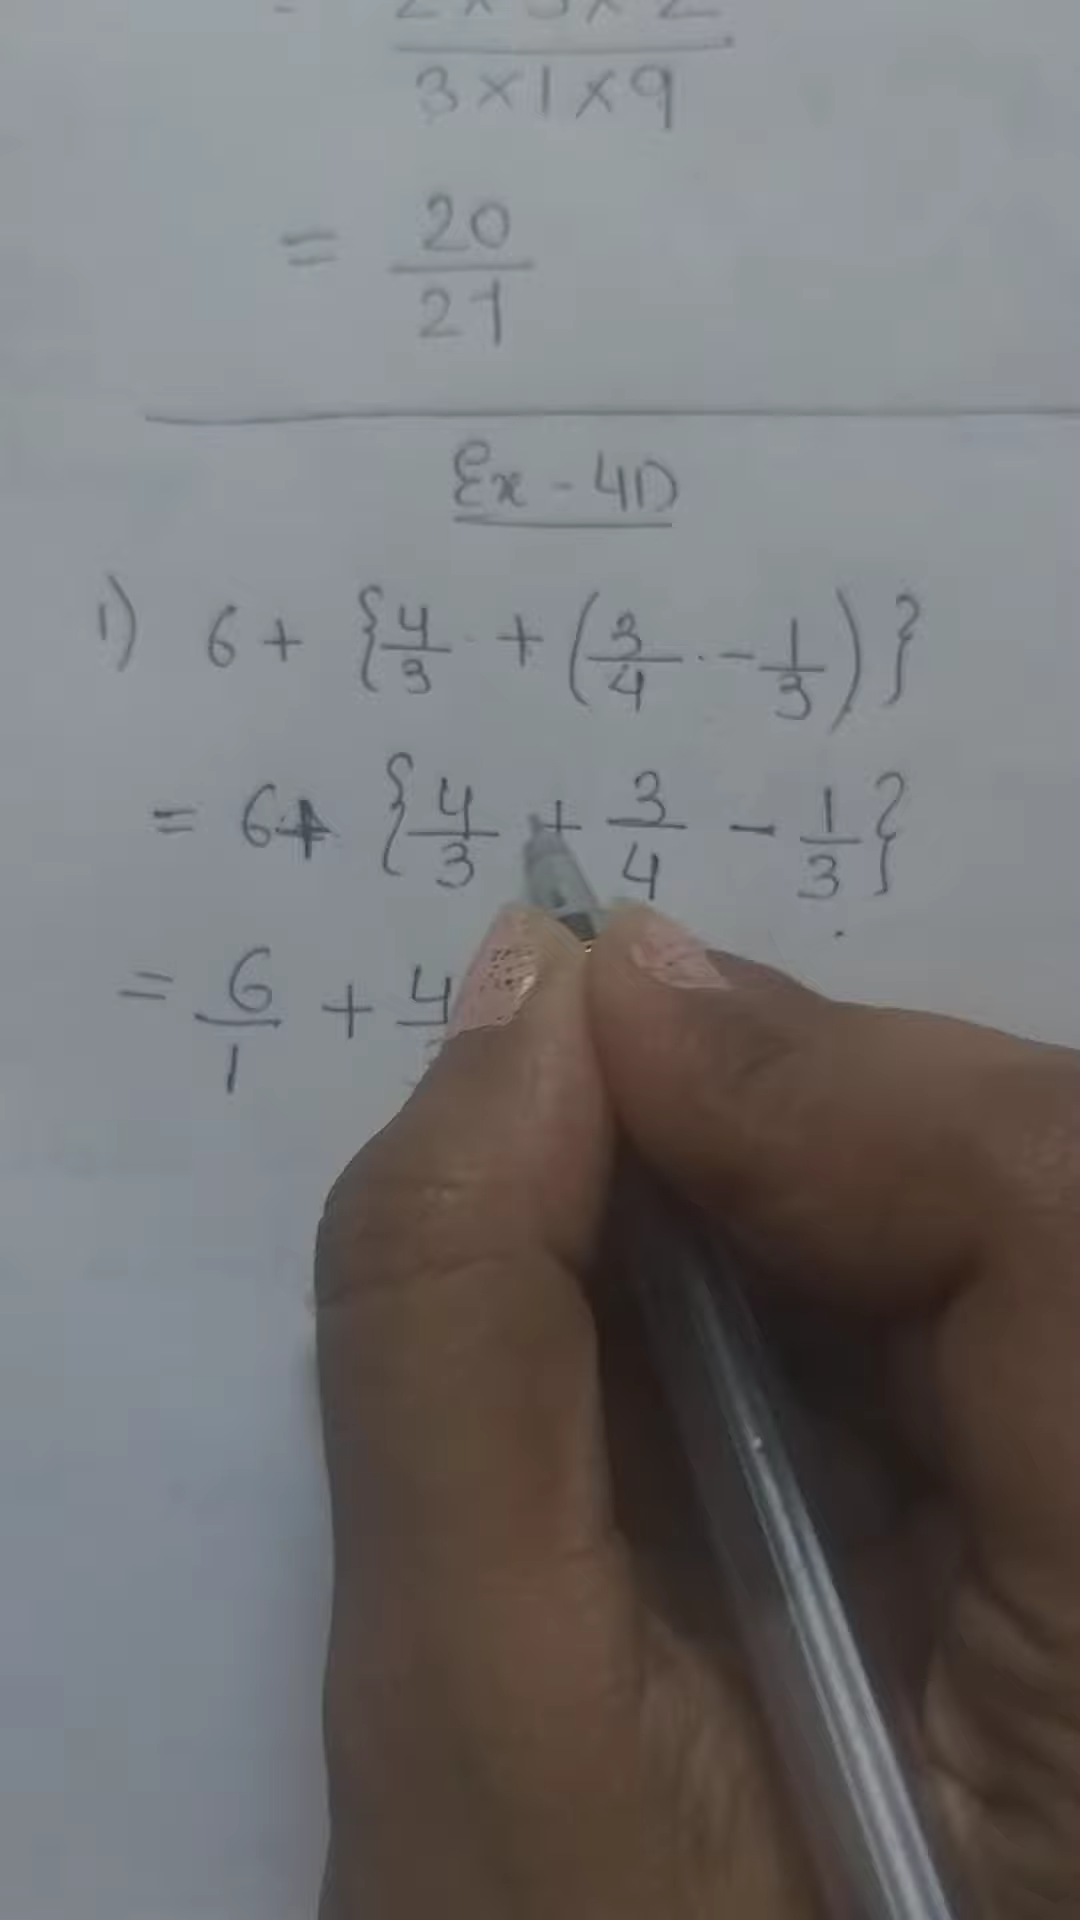 3×1×9
= 20/27
Ex - 4D
1) 6 + {4/3 + (3/4 - 1/3)}
= 6+ {4/3 + 3/4 - 1/3}
= 6/1 + 4